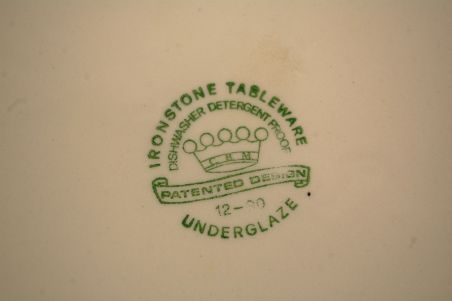 IRONSTONE TABLEWARE
DISHWASHER DETERGENT PROOF
PATENTED DESIGN
UNDERGLAZE